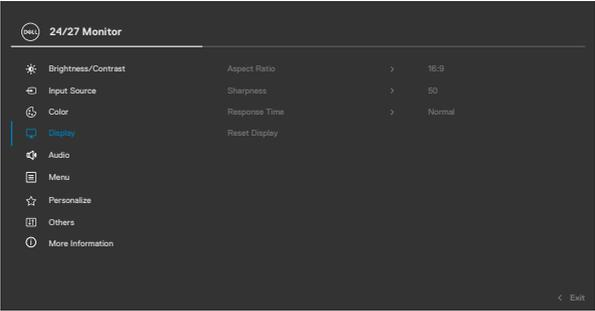 DELL 24/27 Monitor
Brightness/Contrast Aspect Ratio > 16:9
Input Source Sharpness > 50
Color Response Time > Normal
Display Reset Display
Audio
Menu
Personalize
Others
More Information
< Exit